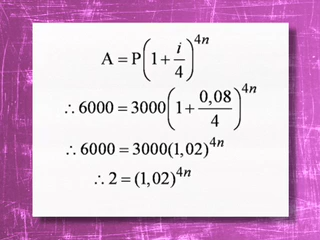 A = P(1 + i/4)^4n
∴ 6000 = 3000(1 + 0,08/4)^4n
∴ 6000 = 3000(1,02)^4n
∴ 2 = (1,02)^4n